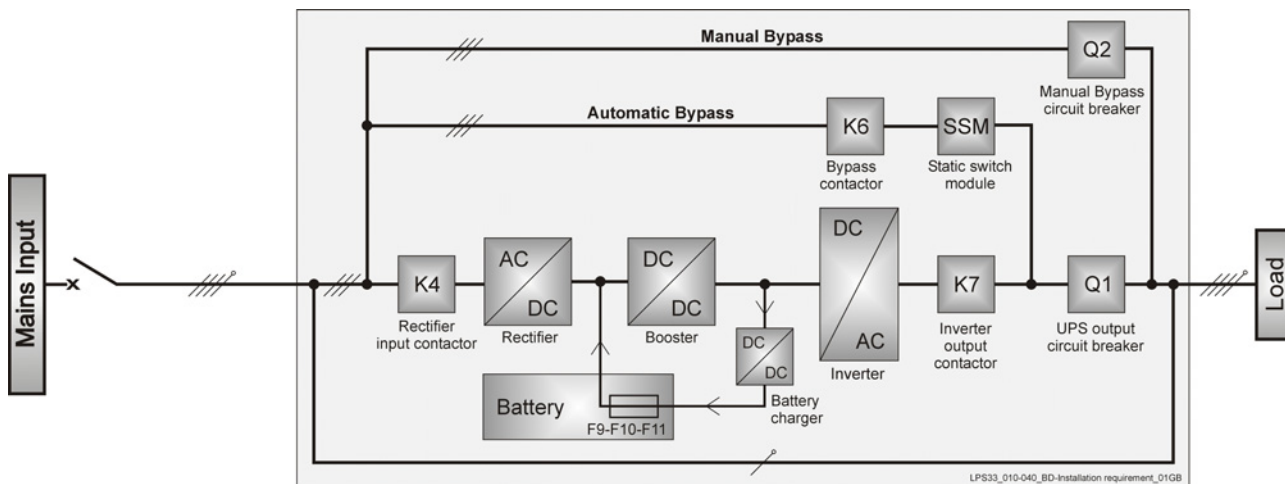 Manual Bypass
Q2
Manual Bypass
circuit breaker
Automatic Bypass
K6
Bypass
contactor
SSM
Static switch
module
Mains Input
K4
Rectifier
input contactor
AC
DC
Rectifier
DC
DC
Booster
DC
DC
Battery
charger
DC
AC
Inverter
K7
Inverter
output
contactor
Q1
UPS output
circuit breaker
Load
Battery
F9-F10-F11
LPS33_010-040_BD-Installation requirement_01GB